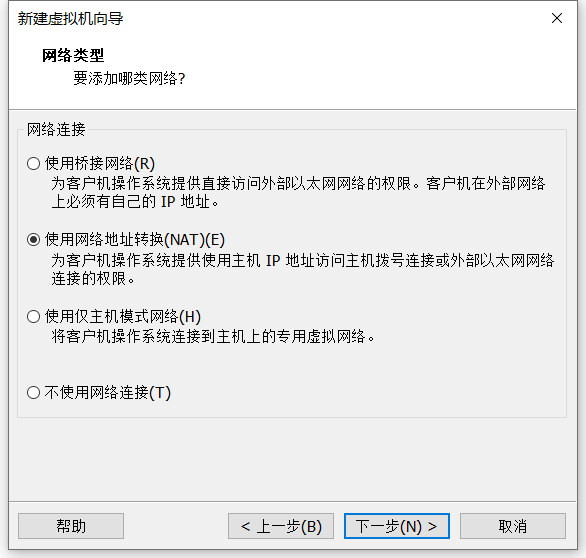 新建虚拟机向导
网络类型
要添加哪类网络?
网络连接
使用桥接网络(R)
为客户机操作系统提供直接访问外部以太网网络的权限。客户机在外部网络
上必须有自己的 IP 地址。
使用网络地址转换(NAT)(E)
为客户机操作系统提供使用主机 IP 地址访问主机拨号连接或外部以太网网络
连接的权限。
使用仅主机模式网络(H)
将客户机操作系统连接到主机上的专用虚拟网络。
不使用网络连接(T)
帮助
< 上一步(B)
下一步(N) >
取消